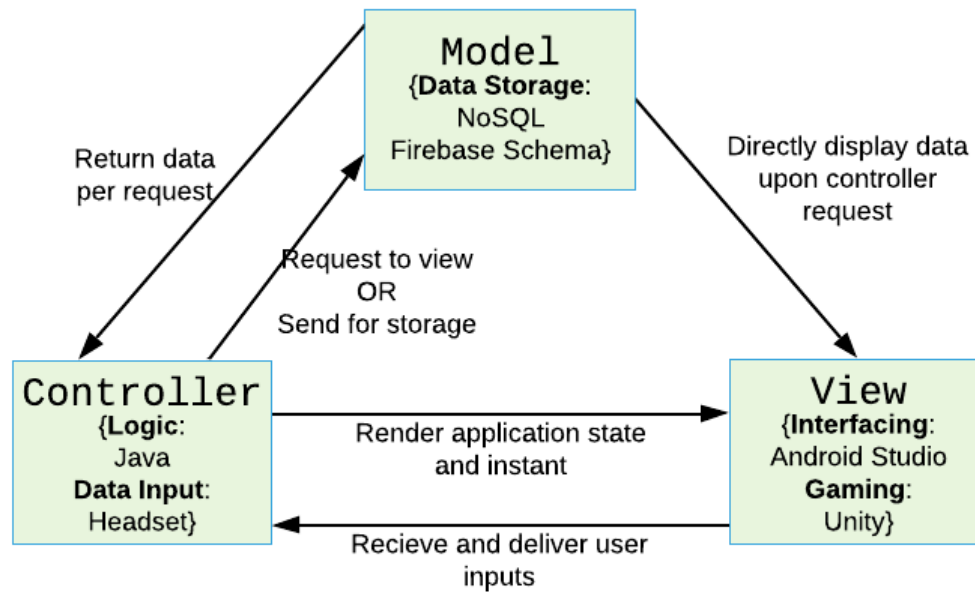 Model
{Data Storage:
NoSQL
Firebase Schema}
Return data
per request
Directly display data
upon controller
request
Request to view
OR
Send for storage
Controller
{Logic:
Java
Data Input:
Headset}
Render application state
and instant
View
{Interfacing:
Android Studio
Gaming:
Unity}
Recieve and deliver user
inputs